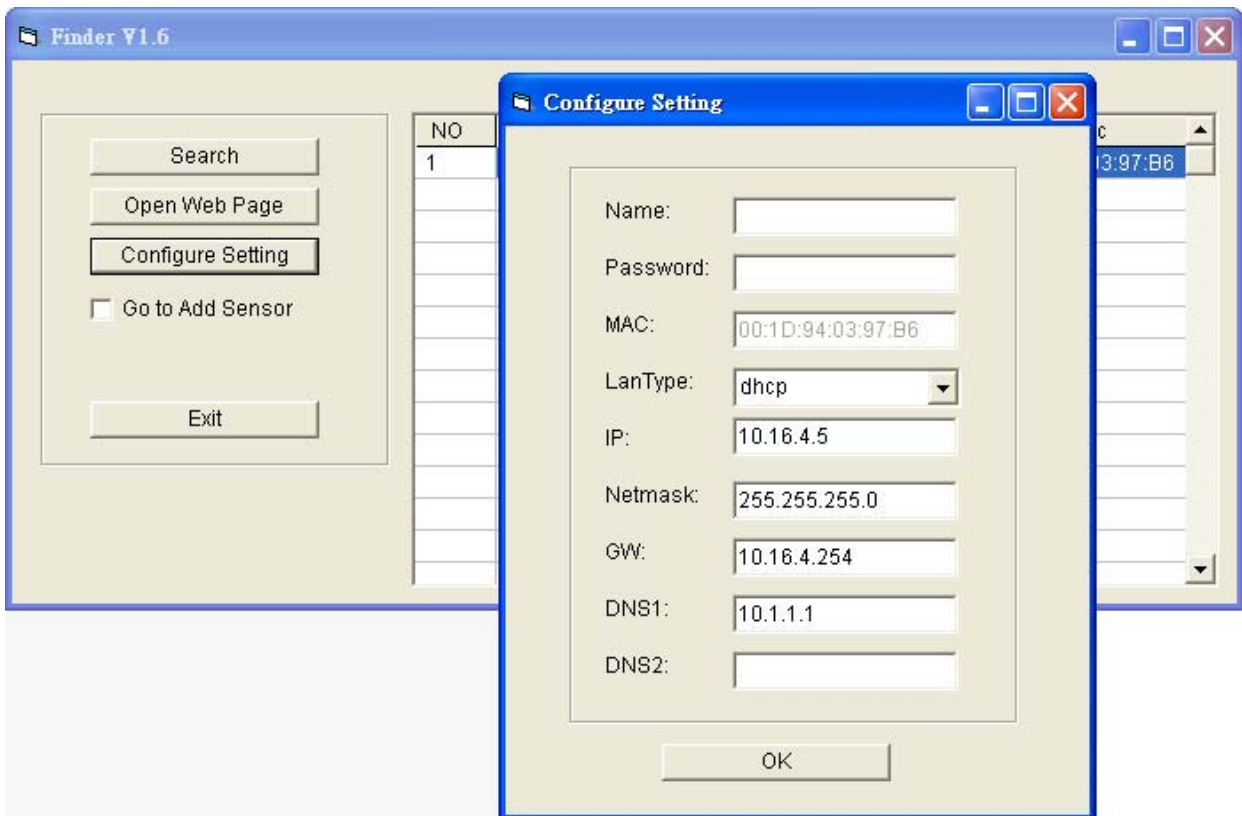 Finder V1.6
Search
Open Web Page
Configure Setting
Go to Add Sensor
Exit
NO
1
c
3:97:B6
Configure Setting
Name:
Password:
MAC: 00:1D:94:03:97:B6
LanType: dhcp
IP: 10.16.4.5
Netmask: 255.255.255.0
GW: 10.16.4.254
DNS1: 10.1.1.1
DNS2:
OK